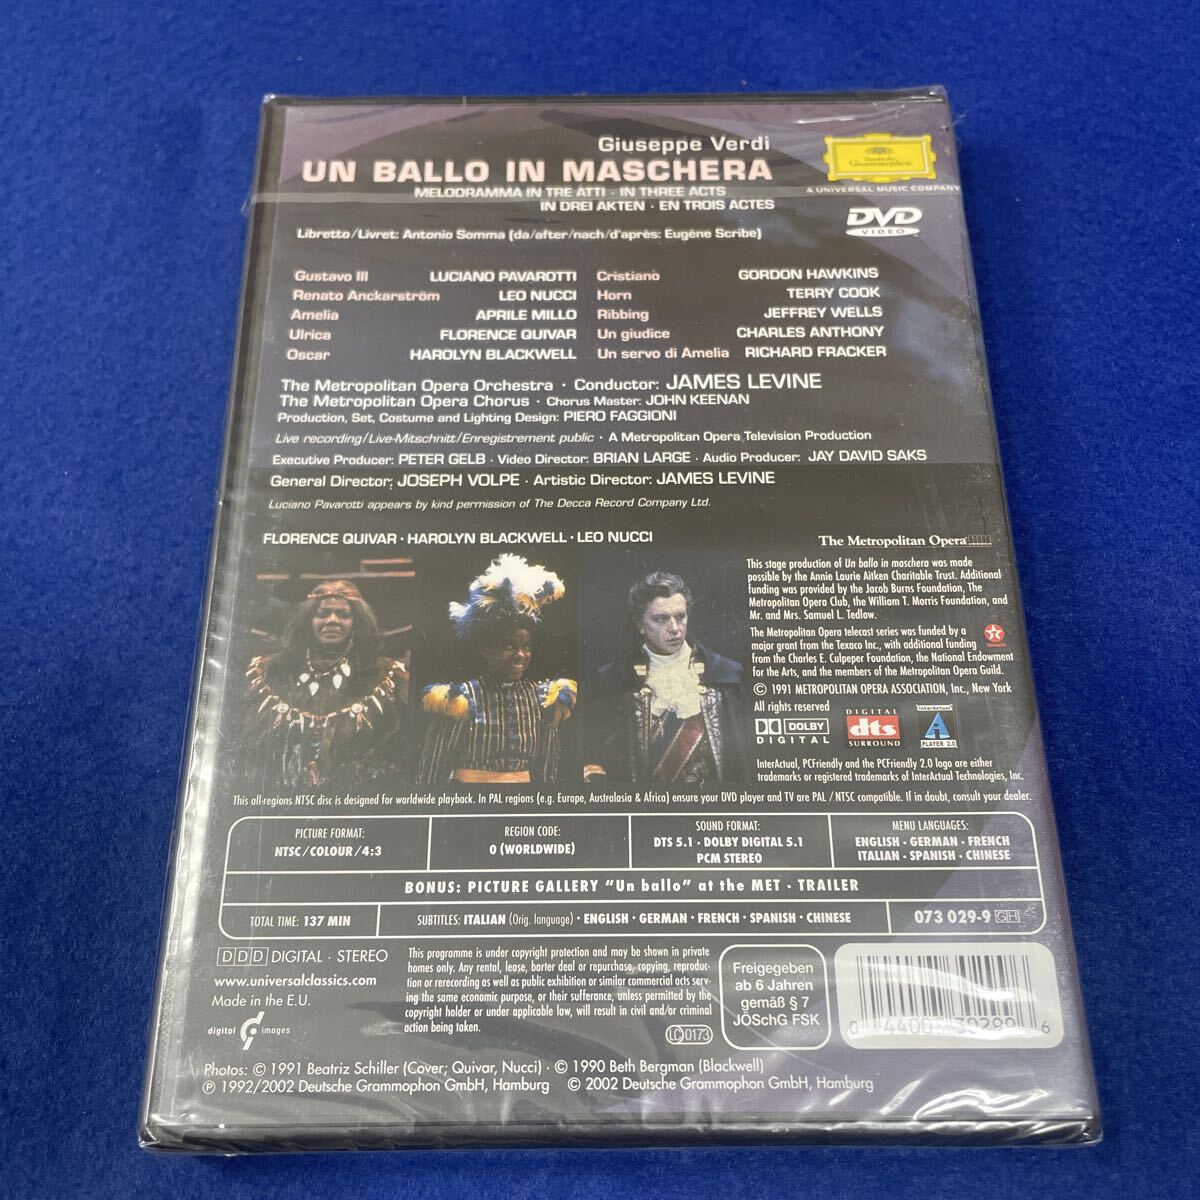 Giuseppe Verdi
UN BALLO IN MASCHERA
MELODRAMMA IN TRE ATTI · IN THREE ACTS
IN DREI AKTEN · EN TROIS ACTES
Deutsche Grammophon
A UNIVERSAL MUSIC COMPANY
DVD
VIDEO
Libretto/Livret: Antonio Somma (da/after/nach/d'après: Eugène Scribe)
Gustavo III LUCIANO PAVAROTTI
Renato Anckarström LEO NUCCI
Amelia APRILE MILLO
Ulrica FLORENCE QUIVAR
Oscar HAROLYN BLACKWELL
Cristiano GORDON HAWKINS
Horn TERRY COOK
Ribbing JEFFREY WELLS
Un giudice CHARLES ANTHONY
Un servo di Amelia RICHARD FRACKER
The Metropolitan Opera Orchestra · Conductor: JAMES LEVINE
The Metropolitan Opera Chorus · Chorus Master: JOHN KEENAN
Production, Set, Costume and Lighting Design: PIERO FAGGIONI
Live recording/Live-Mitschnitt/Enregistrement public · A Metropolitan Opera Television Production
Executive Producer: PETER GELB · Video Director: BRIAN LARGE · Audio Producer: JAY DAVID SAKS
General Director: JOSEPH VOLPE · Artistic Director: JAMES LEVINE
Luciano Pavarotti appears by kind permission of The Decca Record Company Ltd.
FLORENCE QUIVAR · HAROLYN BLACKWELL · LEO NUCCI
The Metropolitan Opera
This stage production of Un ballo in maschera was made
possible by the Annie Laurie Aitken Charitable Trust. Additional
funding was provided by the Jacob Burns Foundation, The
Metropolitan Opera Club, the William T. Morris Foundation, and
Mr. and Mrs. Samuel L. Tedlow.
The Metropolitan Opera telecast series was funded by a
major grant from the Texaco Inc., with additional funding
from the Charles E. Culpeper Foundation, the National Endowment
for the Arts, and the members of the Metropolitan Opera Guild.
TEXACO
© 1991 METROPOLITAN OPERA ASSOCIATION, Inc., New York
All rights reserved
DOLBY
DIGITAL
DIGITAL
dts
SURROUND
InterActual
PLAYER 2.0
InterActual, PCFriendly and the PCFriendly 2.0 logo are either
trademarks or registered trademarks of InterActual Technologies, Inc.
This all-regions NTSC disc is designed for worldwide playback. In PAL regions (e.g. Europe, Australasia & Africa) ensure your DVD player and TV are PAL / NTSC compatible. If in doubt, consult your dealer.
PICTURE FORMAT:
NTSC/COLOUR/4:3
REGION CODE:
0 (WORLDWIDE)
SOUND FORMAT:
DTS 5.1 · DOLBY DIGITAL 5.1
PCM STEREO
MENU LANGUAGES:
ENGLISH · GERMAN · FRENCH
ITALIAN · SPANISH · CHINESE
BONUS: PICTURE GALLERY "Un ballo" at the MET · TRAILER
TOTAL TIME: 137 MIN
SUBTITLES: ITALIAN (Orig. language) · ENGLISH · GERMAN · FRENCH · SPANISH · CHINESE
073 029-9 GH
DDD DIGITAL · STEREO
www.universalclassics.com
Made in the E.U.
digital images
This programme is under copyright protection and may be shown in private
homes only. Any rental, lease, barter deal or repurchase, copying, reproduc-
tion or rerecording as well as public exhibition or similar commercial acts serv-
ing the same economic purpose, or their sufferance, unless permitted by the
copyright holder or under applicable law, will result in civil and/or criminal
action being taken.
LC 0173
Freigegeben
ab 6 Jahren
gemäß § 7
JÖSchG FSK
Photos: © 1991 Beatriz Schiller (Cover; Quivar, Nucci) · © 1990 Beth Bergman (Blackwell)
℗ 1992/2002 Deutsche Grammophon GmbH, Hamburg © 2002 Deutsche Grammophon GmbH, Hamburg